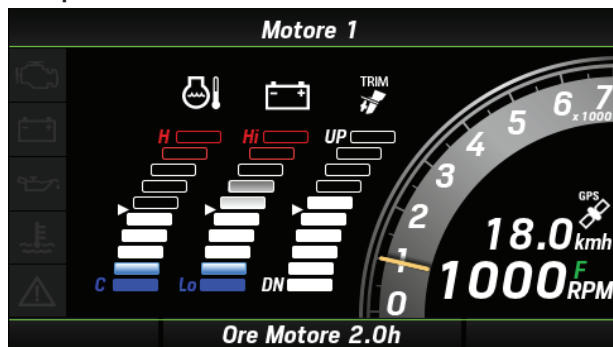 Motore 1
TRIM
H Hi UP
C Lo DN
7
6
x1000
5
4
3
2
1
0
GPS
18.0 kmh
F
1000 RPM
Ore Motore 2.0h